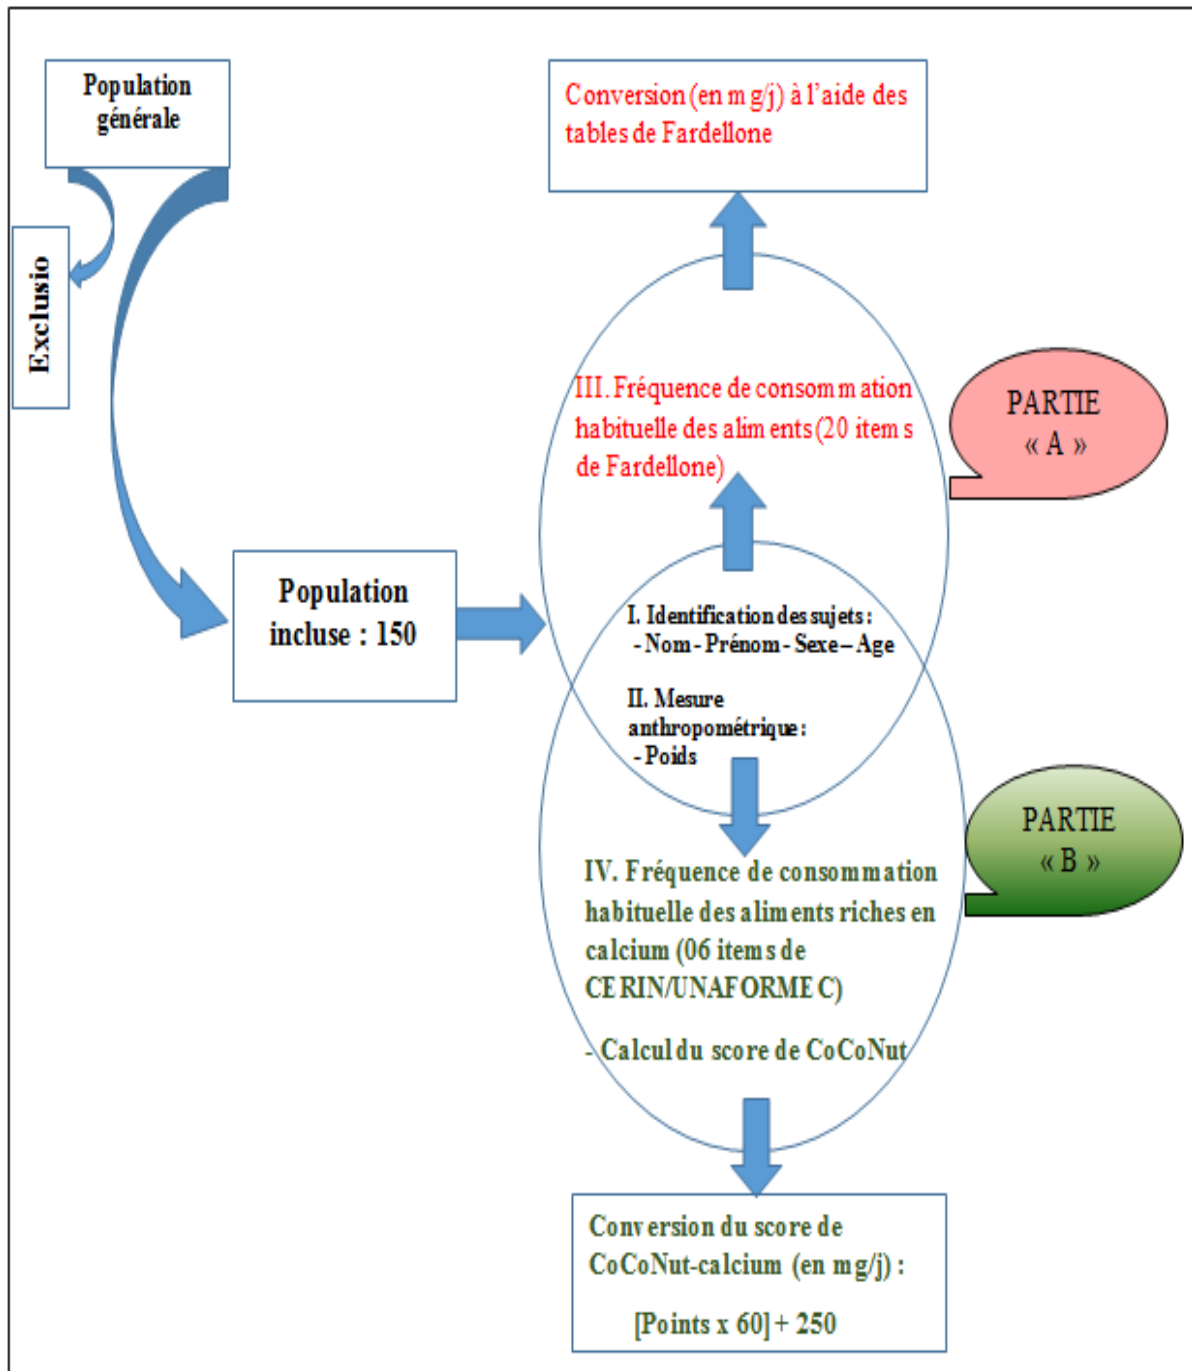 Population
générale
Exclusio
Population
incluse : 150
Conversion (en mg/j) à l’aide des
tables de Fardellone
III. Fréquence de consommation
habituelle des aliments (20 items
de Fardellone)
PARTIE
« A »
I. Identification des sujets :
- Nom - Prénom - Sexe – Age
II. Mesure
anthropométrique :
- Poids
PARTIE
« B »
IV. Fréquence de consommation
habituelle des aliments riches en
calcium (06 items de
CERIN/UNAFORMEC)
- Calcul du score de CoCoNut
Conversion du score de
CoCoNut-calcium (en mg/j) :
[Points x 60] + 250